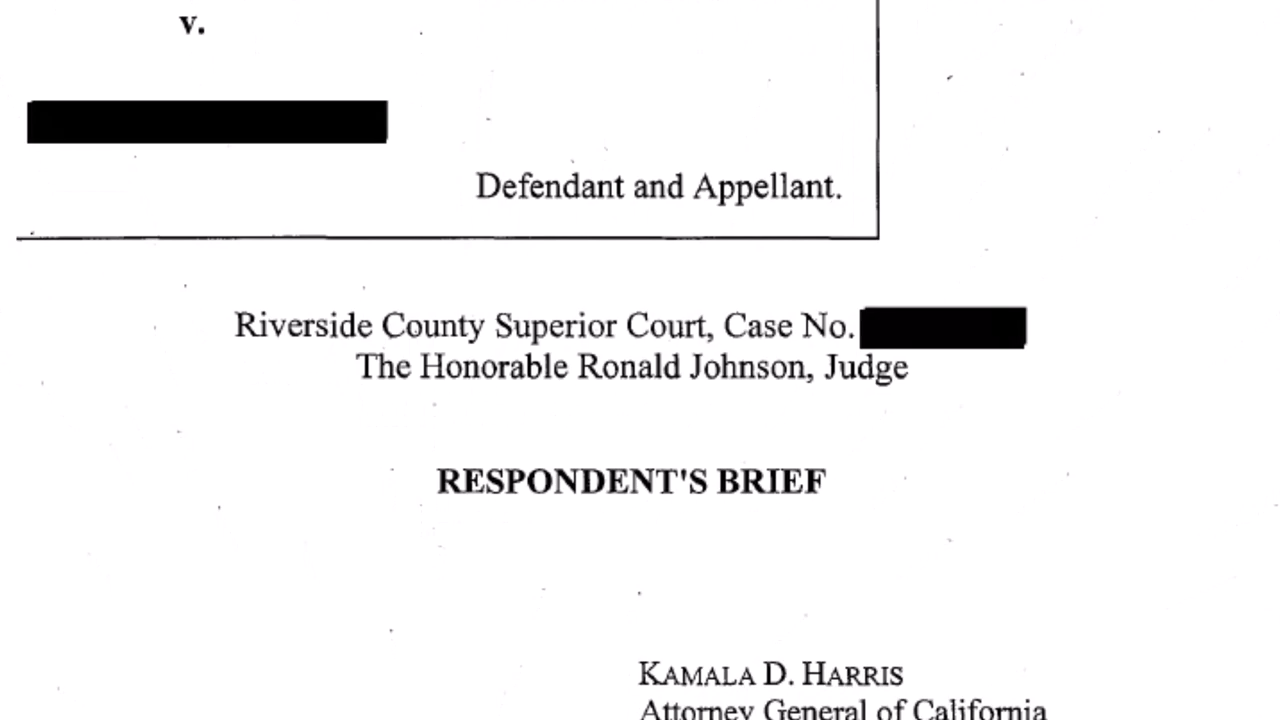 v.
Defendant and Appellant.
Riverside County Superior Court, Case No.
The Honorable Ronald Johnson, Judge
RESPONDENT'S BRIEF
KAMALA D. HARRIS
Attorney General of California